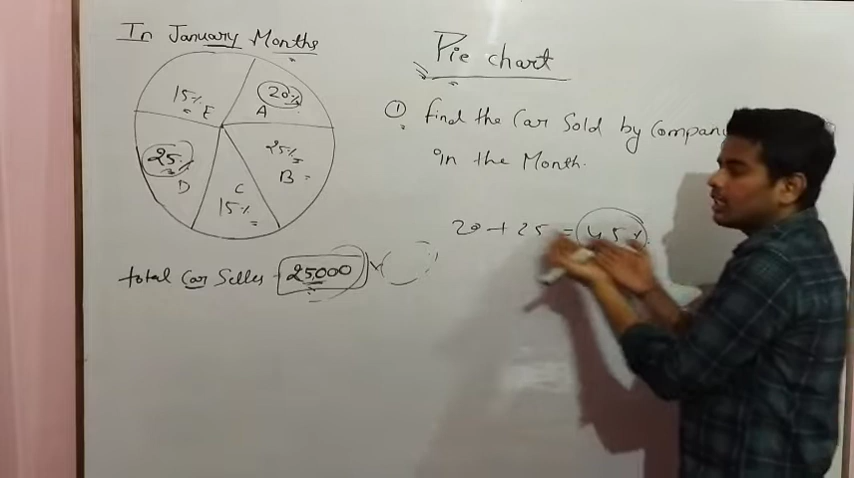 In January Months
Pie chart
15% E
20% A
25% D
25% B
C 15%
① find the Car Sold by Compan
in the Month.
20 + 25 = 45%
total Car Seller - 25000